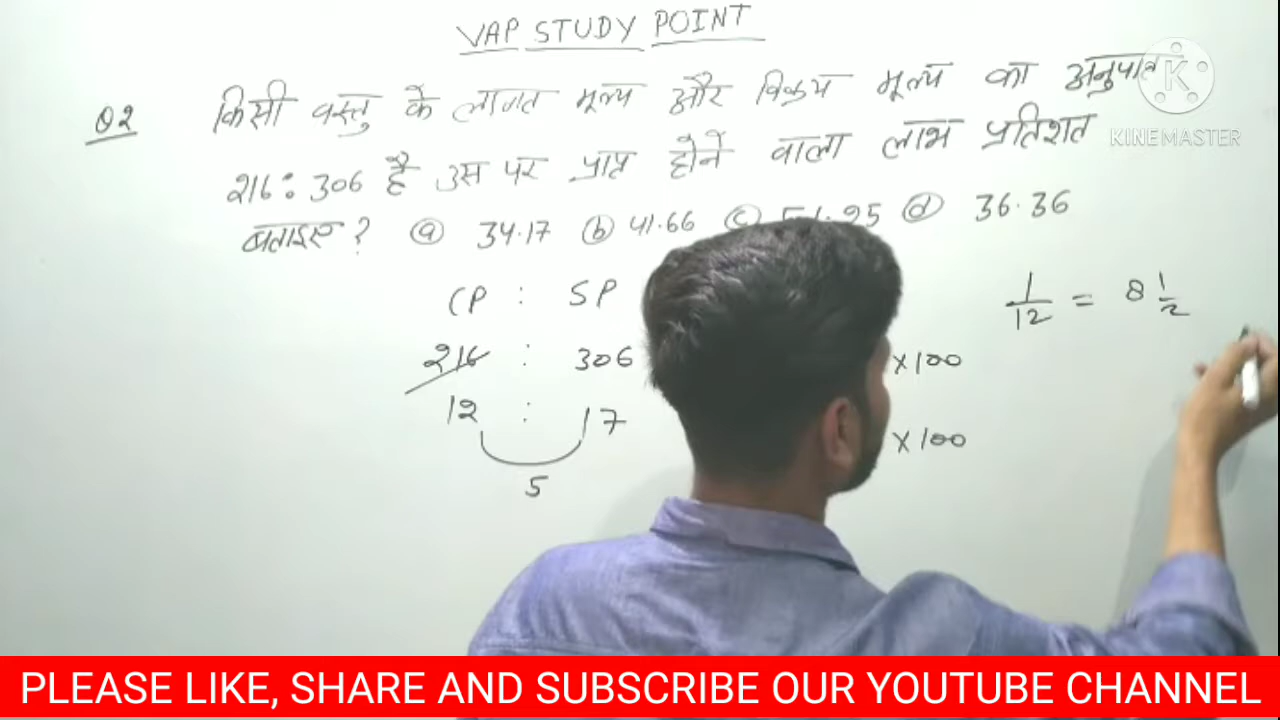 VAP STUDY POINT
Q2 किसी वस्तु के लागत मूल्य और विक्रय मूल्य का अनुपात
216:306 है उस पर प्राप्त होने वाला लाभ प्रतिशत
बताइए? ⓐ 34.17 ⓑ 41.66 ⓒ ⓓ 36.36
CP : SP
216 : 306 ×100
12 : 17 ×100
5
1/12 = 8 1/2
KINEMASTER
PLEASE LIKE, SHARE AND SUBSCRIBE OUR YOUTUBE CHANNEL